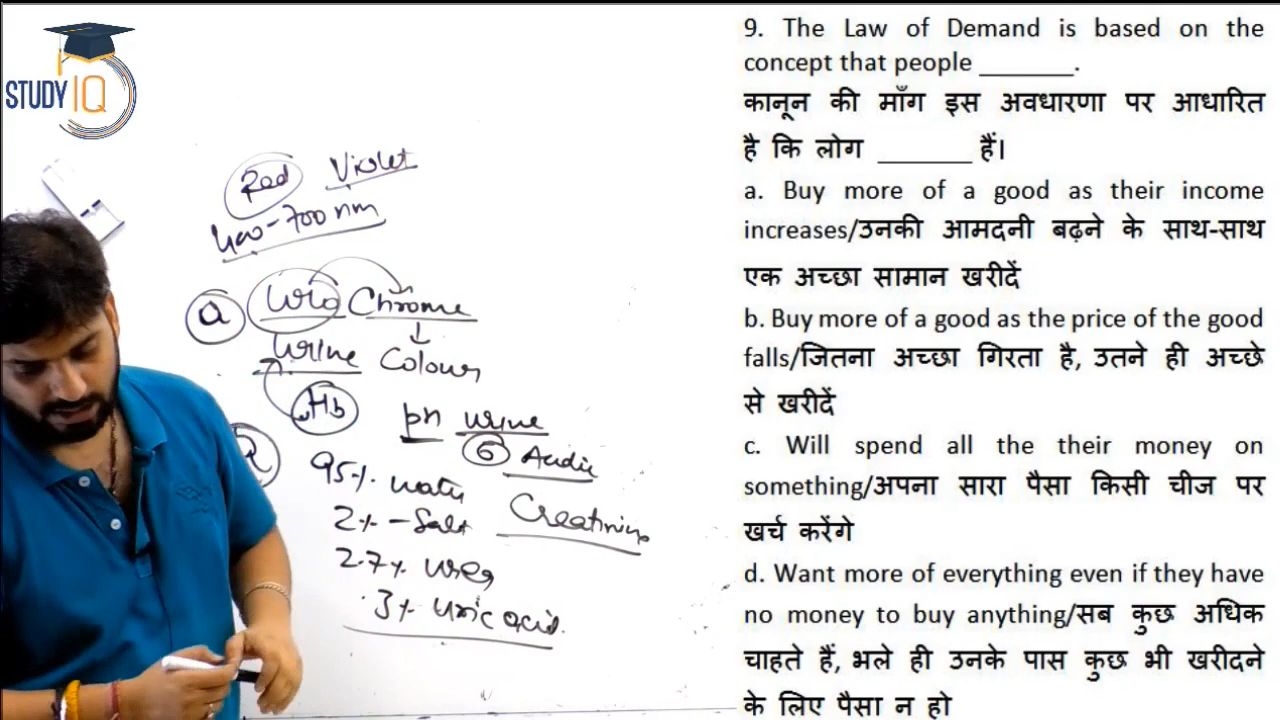 STUDY IQ
Red Violet
400-700 nm
a Uro Chrome
Urine Colour
Hb
pH Urine
6
95%. Water
2% - Salt
2.7% Urea
.3% Uric acid.
9. The Law of Demand is based on the
concept that people _______.
कानून की माँग इस अवधारणा पर आधारित
है कि लोग _______ हैं।
a. Buy more of a good as their income
increases/उनकी आमदनी बढ़ने के साथ-साथ
एक अच्छा सामान खरीदें
b. Buy more of a good as the price of the good
falls/जितना अच्छा गिरता है, उतने ही अच्छे
से खरीदें
c. Will spend all the their money on
something/अपना सारा पैसा किसी चीज पर
खर्च करेंगे
d. Want more of everything even if they have
no money to buy anything/सब कुछ अधिक
चाहते हैं, भले ही उनके पास कुछ भी खरीदने
के लिए पैसा न हो